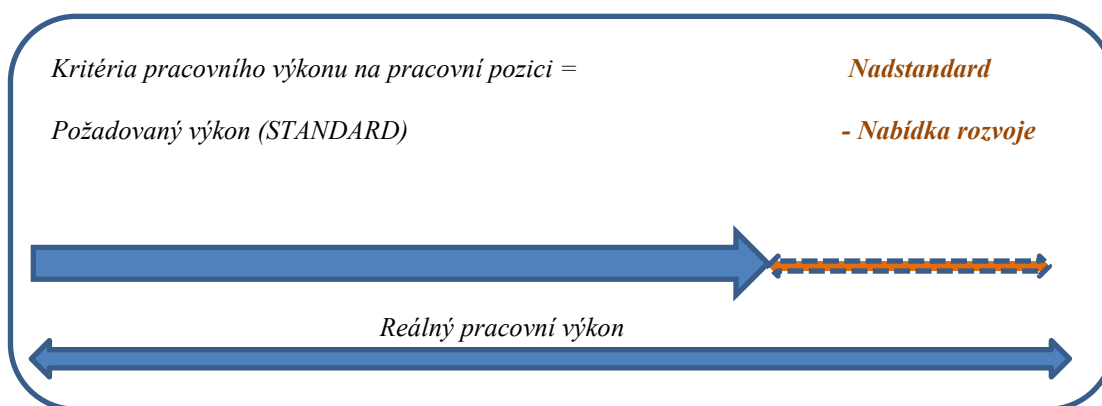 Kritéria pracovního výkonu na pracovní pozici =
Nadstandard
Požadovaný výkon (STANDARD)
- Nabídka rozvoje
Reálný pracovní výkon